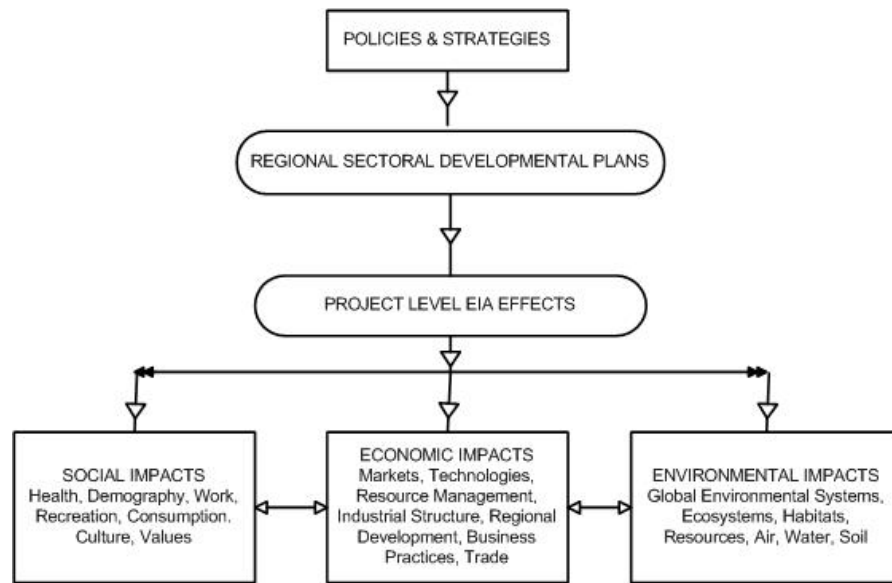 POLICIES & STRATEGIES
REGIONAL SECTORAL DEVELOPMENTAL PLANS
PROJECT LEVEL EIA EFFECTS
SOCIAL IMPACTS
Health, Demography, Work,
Recreation, Consumption.
Culture, Values
ECONOMIC IMPACTS
Markets, Technologies,
Resource Management,
Industrial Structure, Regional
Development, Business
Practices, Trade
ENVIRONMENTAL IMPACTS
Global Environmental Systems,
Ecosystems, Habitats,
Resources, Air, Water, Soil